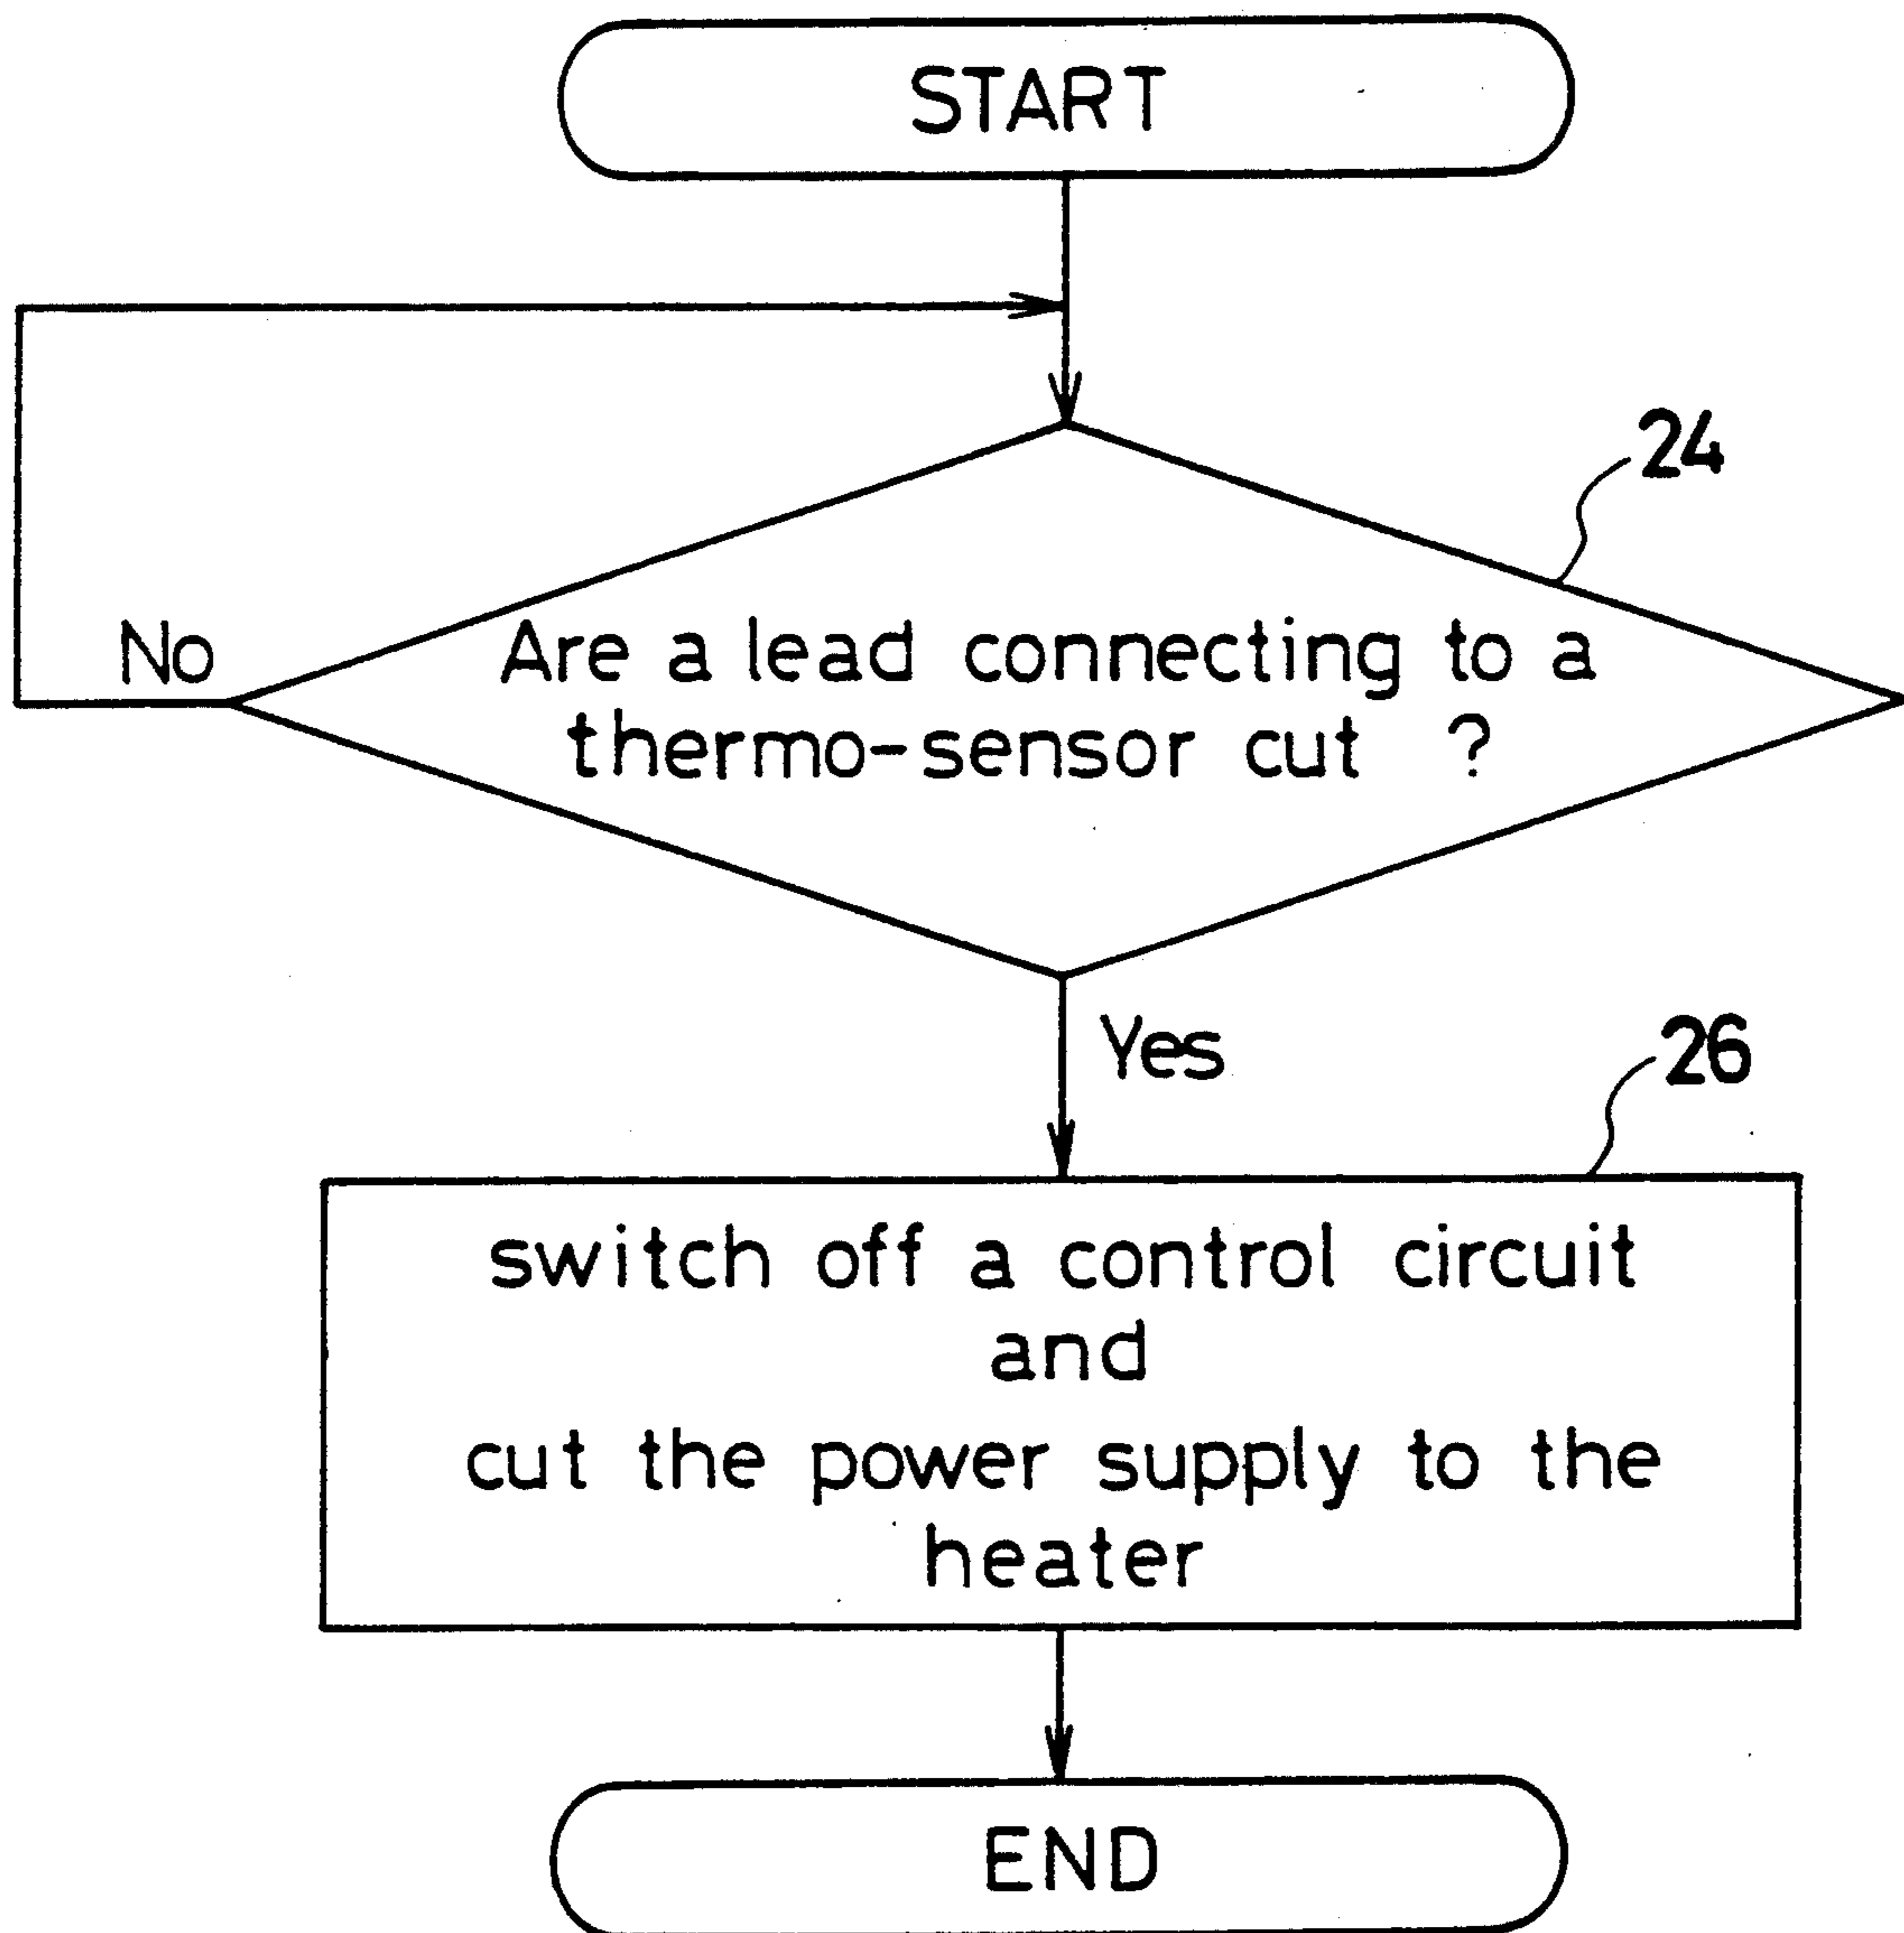 START
24
No
Are a lead connecting to a
thermo-sensor cut ?
Yes
26
switch off a control circuit
and
cut the power supply to the
heater
END